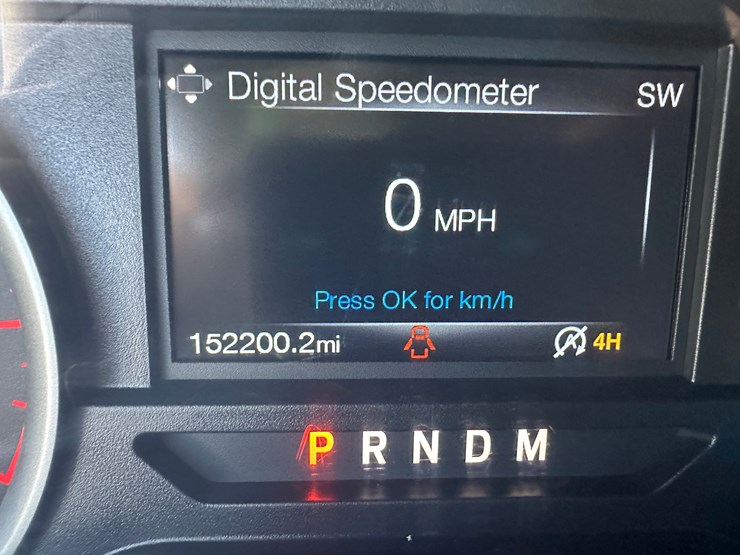 Digital Speedometer SW
0 MPH
Press OK for km/h
152200.2mi 4H
P R N D M